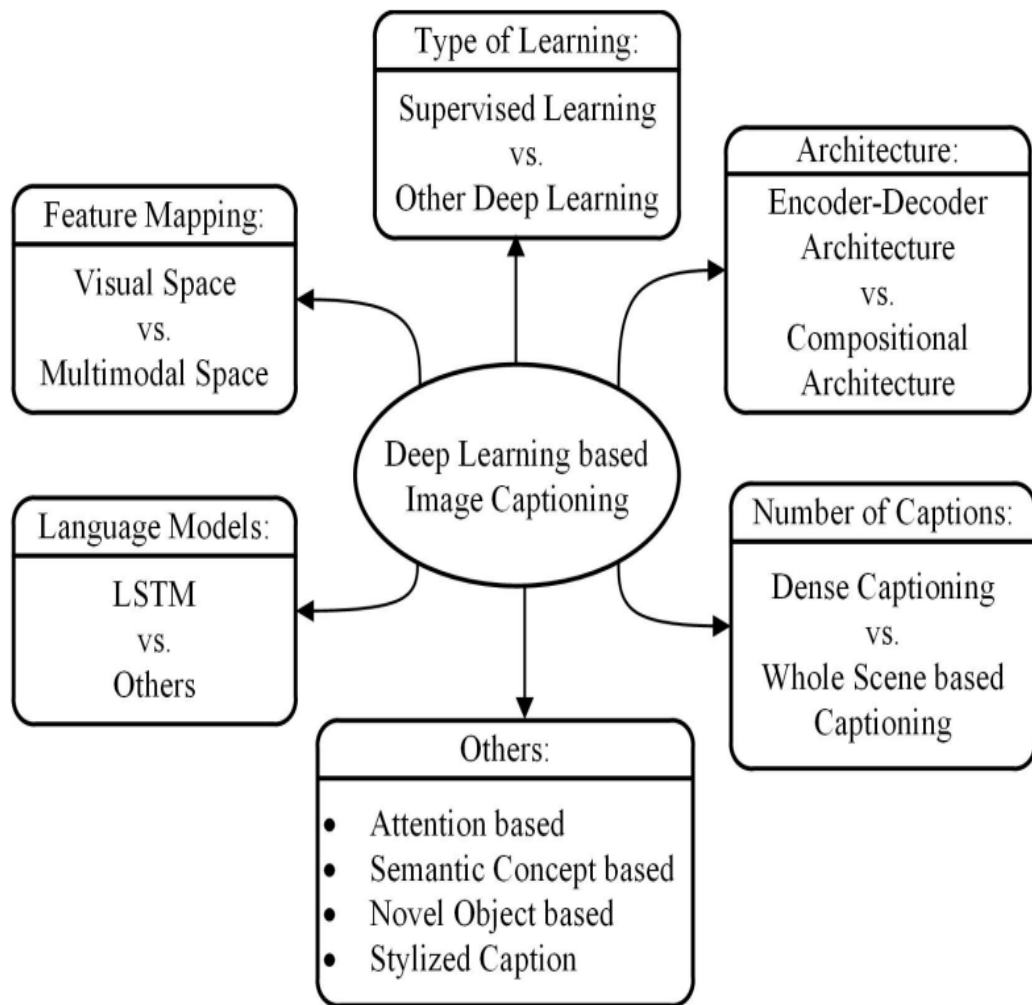 Type of Learning:
Supervised Learning
vs.
Other Deep Learning
Architecture:
Encoder-Decoder
Architecture
vs.
Compositional
Architecture
Feature Mapping:
Visual Space
vs.
Multimodal Space
Deep Learning based
Image Captioning
Language Models:
LSTM
vs.
Others
Number of Captions:
Dense Captioning
vs.
Whole Scene based
Captioning
Others:
• Attention based
• Semantic Concept based
• Novel Object based
• Stylized Caption